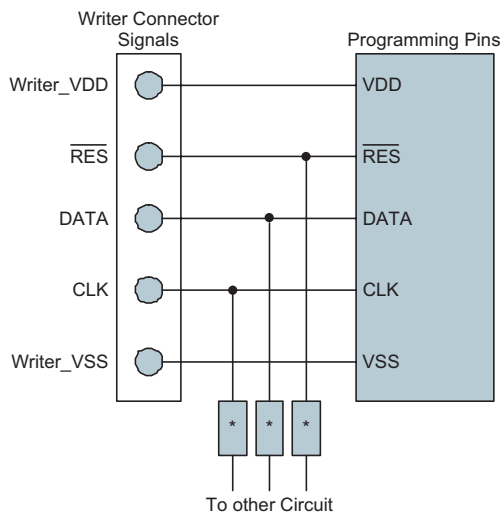 Writer Connector
Signals
Programming Pins
Writer_VDD
VDD
RES
RES
DATA
DATA
CLK
CLK
Writer_VSS
VSS
* * *
To other Circuit